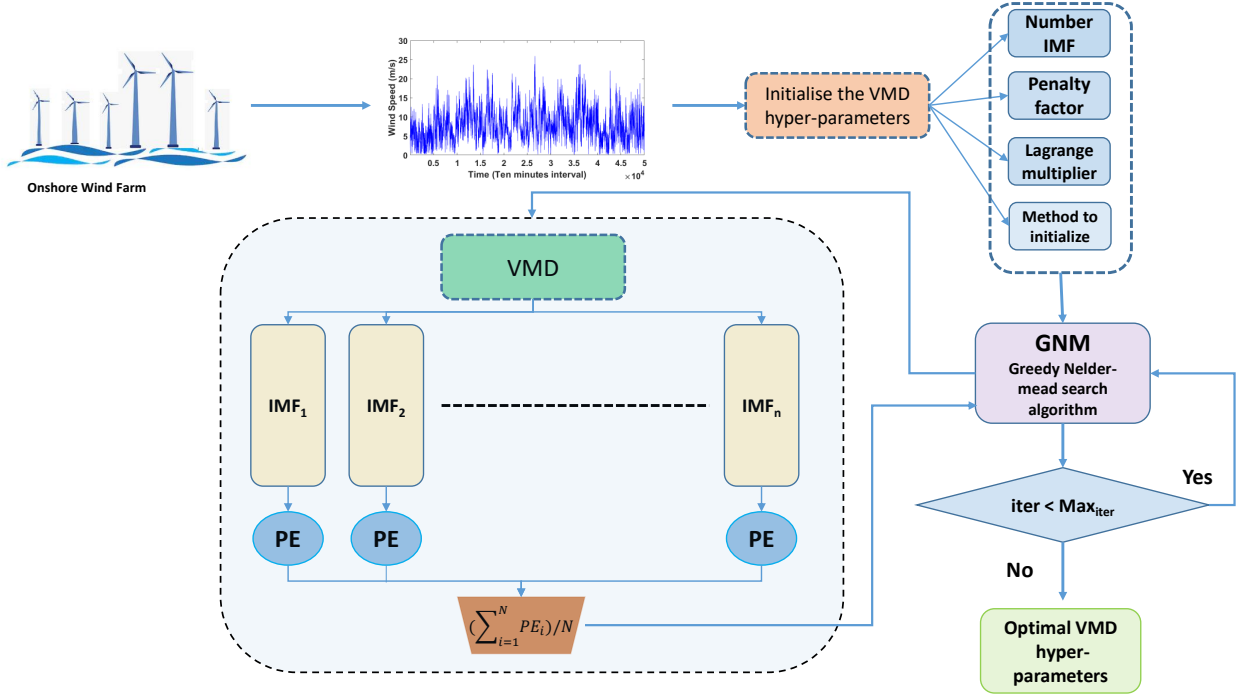 Onshore Wind Farm
Wind Speed (m/s)
30
25
20
15
10
5
0
0.5 1 1.5 2 2.5 3 3.5 4 4.5 5
Time (Ten minutes interval)
×10⁴
Initialise the VMD
hyper-parameters
Number
IMF
Penalty
factor
Lagrange
multiplier
Method to
initialize
VMD
IMF₁
IMF₂
IMFₙ
PE
PE
PE
(∑ᵢ₌₁ᴺ PEᵢ)/N
GNM
Greedy Nelder-
mead search
algorithm
Yes
iter < Maxᵢₜₑᵣ
No
Optimal VMD
hyper-
parameters